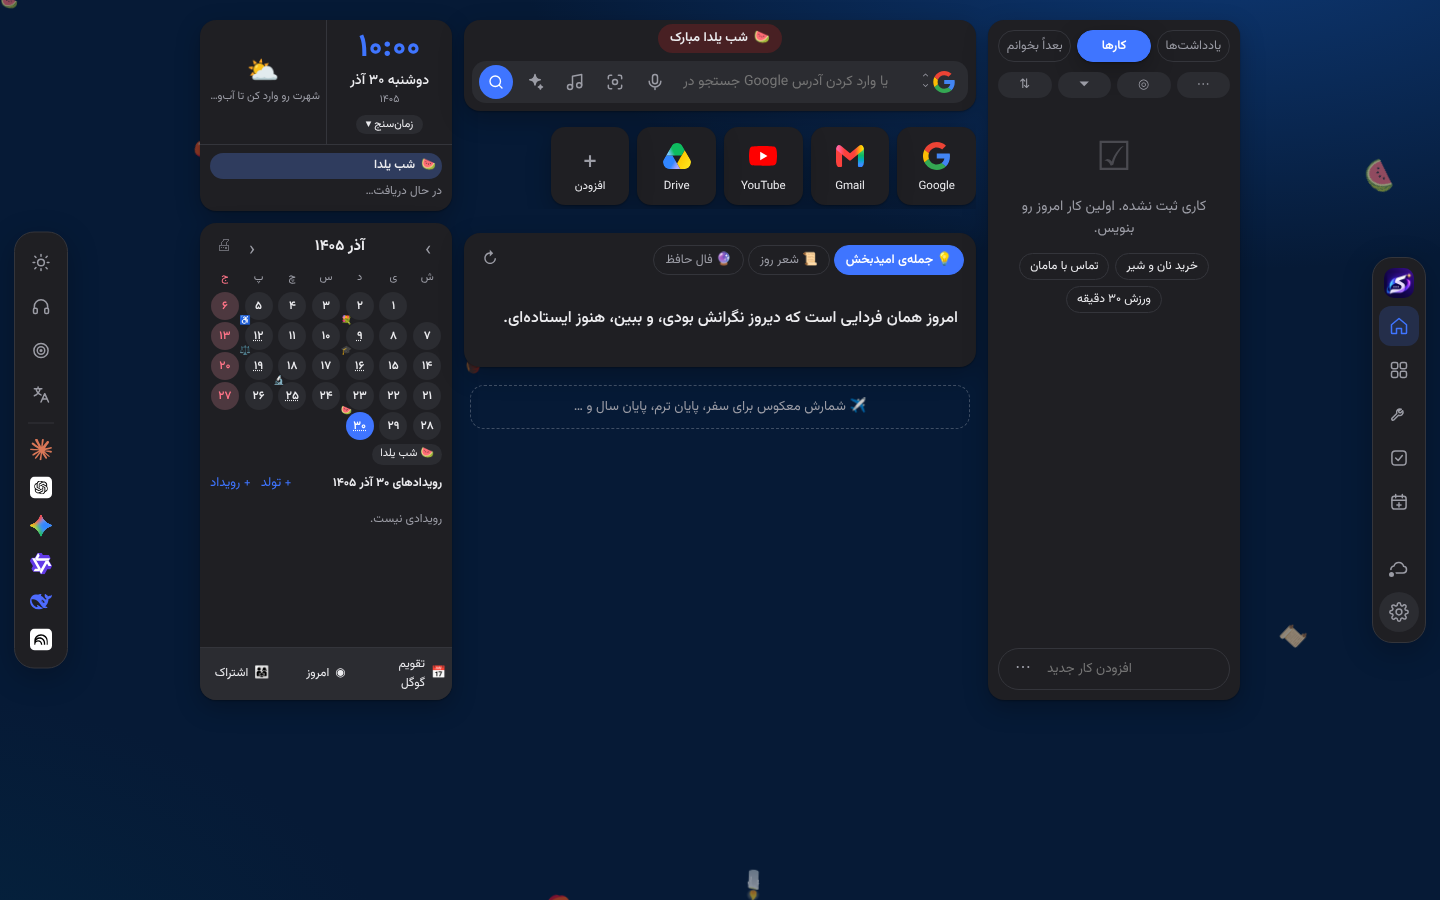 یادداشت‌ها
کارها
بعداً بخوانم
کاری ثبت نشده. اولین کار امروز رو
بنویس.
خرید نان و شیر
تماس با مامان
ورزش ۳۰ دقیقه
افزودن کار جدید
🍉 شب یلدا مبارک
یا وارد کردن آدرس Google جستجو در
Google
Gmail
YouTube
Drive
+
افزودن
💡 جمله‌ی امیدبخش
📜 شعر روز
🔮 فال حافظ
امروز همان فردایی است که دیروز نگرانش بودی، و ببین، هنوز ایستاده‌ای.
✈️ شمارش معکوس برای سفر، پایان ترم، پایان سال و ...
۱۰:۰۰
دوشنبه ۳۰ آذر
۱۴۰۵
زمان‌سنج ▾
شهرت رو وارد کن تا آب‌و…
🍉 شب یلدا
در حال دریافت…
آذر ۱۴۰۵
ش ی د س چ پ ج
۱ ۲ ۳ ۴ ۵ ۶
۷ ۸ ۹ ۱۰ ۱۱ ۱۲ ۱۳
۱۴ ۱۵ ۱۶ ۱۷ ۱۸ ۱۹ ۲۰
۲۱ ۲۲ ۲۳ ۲۴ ۲۵ ۲۶ ۲۷
۲۸ ۲۹ ۳۰
🍉 شب یلدا
رویدادهای ۳۰ آذر ۱۴۰۵
+ تولد
+ رویداد
رویدادی نیست.
تقویم
گوگل
امروز
اشتراک